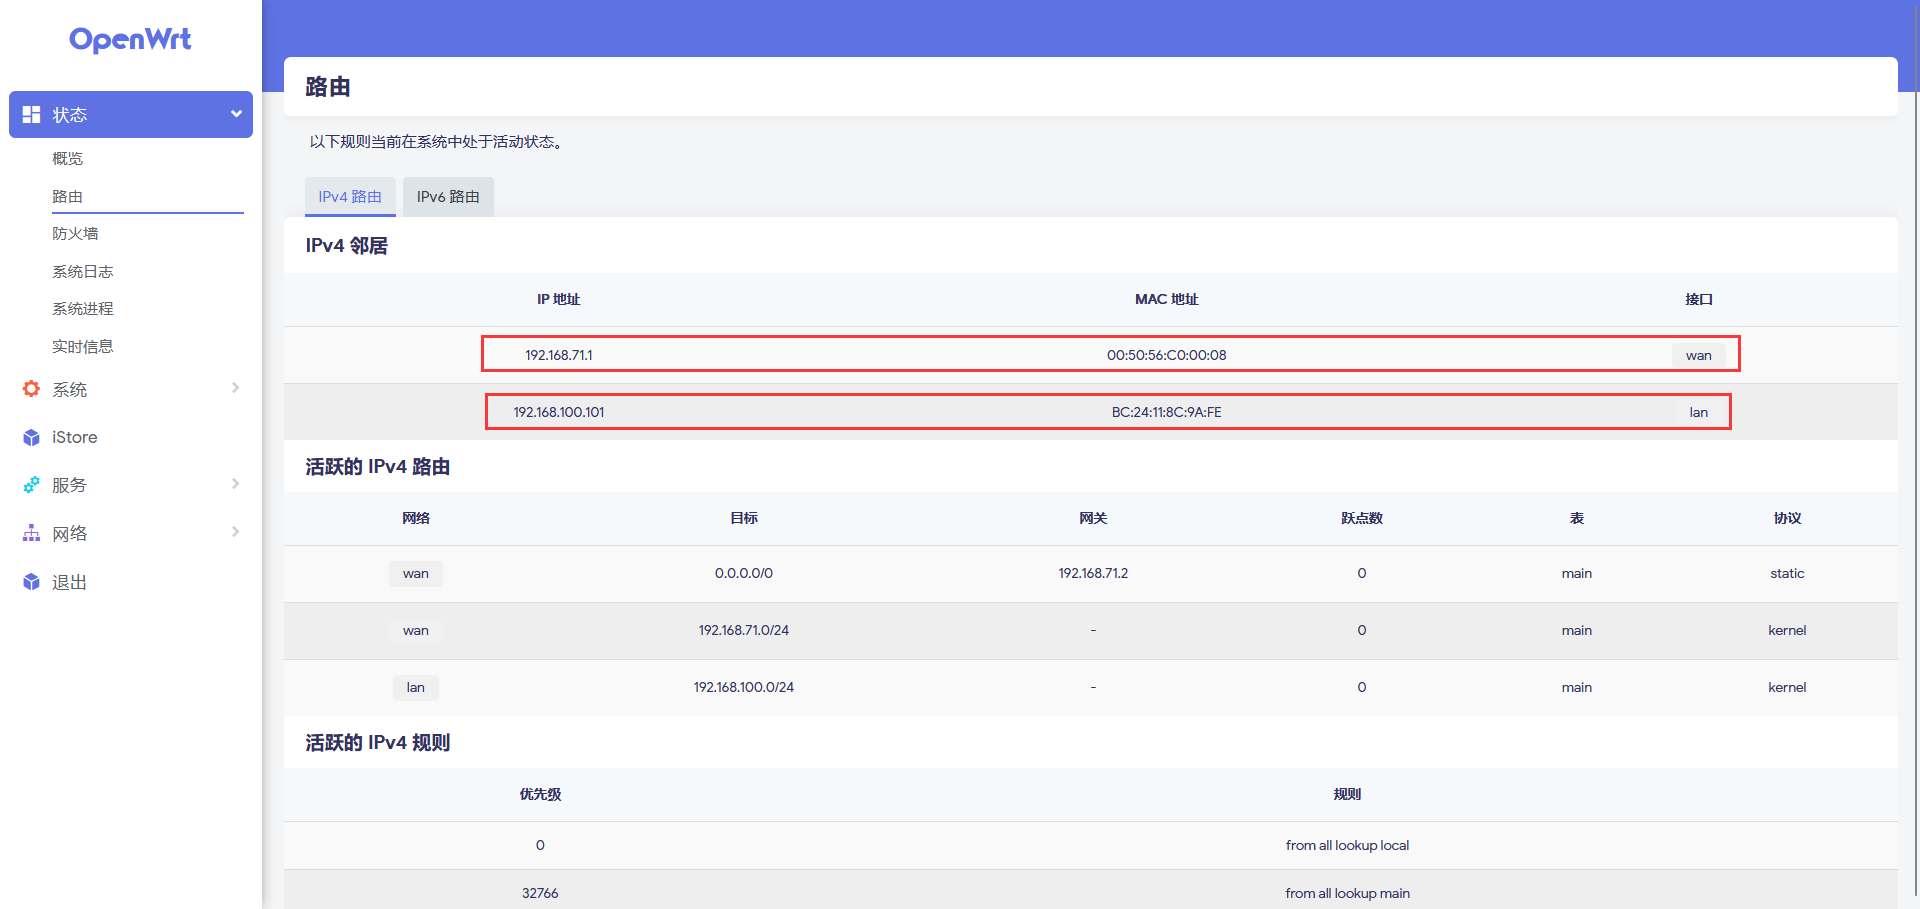 OpenWrt
状态
概览
路由
防火墙
系统日志
系统进程
实时信息
系统
iStore
服务
网络
退出
路由
以下规则当前在系统中处于活动状态。
IPv4 路由 IPv6 路由
IPv4 邻居
IP 地址 MAC 地址 接口
192.168.71.1 00:50:56:C0:00:08 wan
192.168.100.101 BC:24:11:8C:9A:FE lan
活跃的 IPv4 路由
网络 目标 网关 跃点数 表 协议
wan 0.0.0.0/0 192.168.71.2 0 main static
wan 192.168.71.0/24 - 0 main kernel
lan 192.168.100.0/24 - 0 main kernel
活跃的 IPv4 规则
优先级 规则
0 from all lookup local
32766 from all lookup main